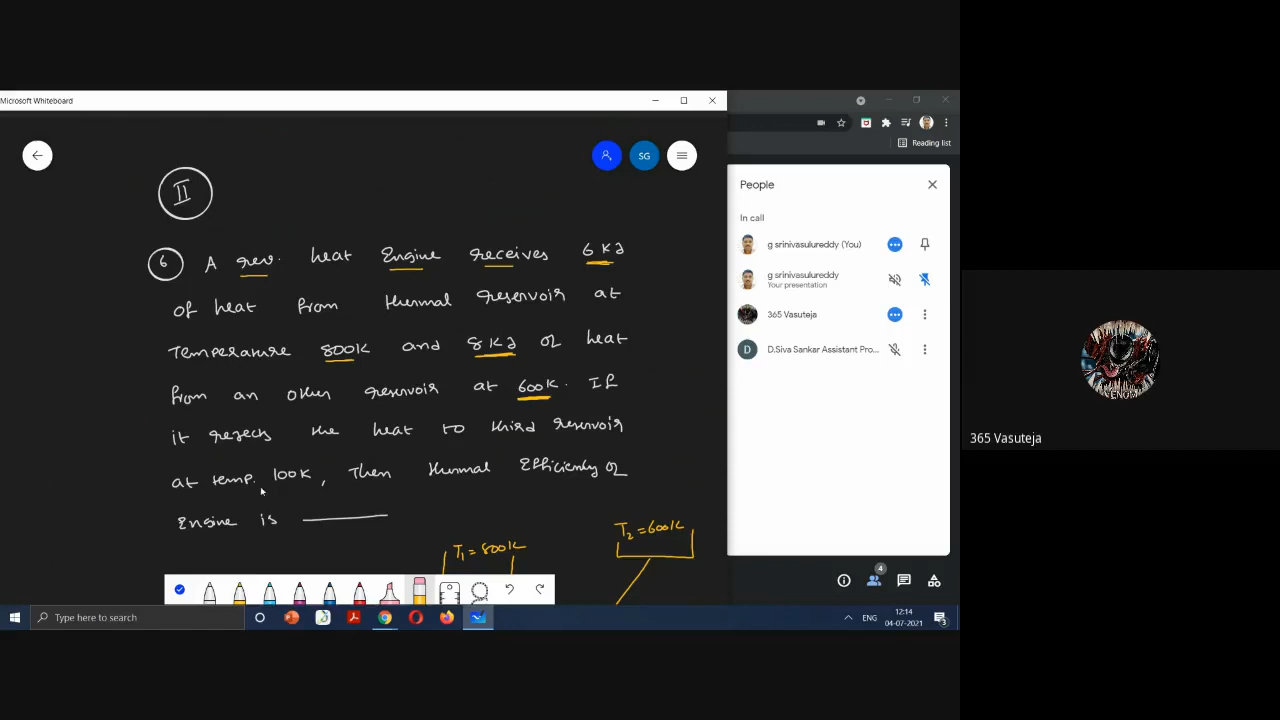 Microsoft Whiteboard
SG
Reading list
II
People
In call
6 A rev. heat Engine receives 6 KJ
g srinivasulureddy (You)
of heat from thermal reservoir at
g srinivasulureddy
Your presentation
365 Vasuteja
Temperature 800K and 8 KJ of heat
D.Siva Sankar Assistant Pro...
from an other reservoir at 600K. If
it rejects the heat to third reservoir
365 Vasuteja
at temp. 100K, Then thermal Efficiency of
Engine is
T2 = 600K
T1 = 800K
4
Type here to search
ENG
12:14
04-07-2021
3